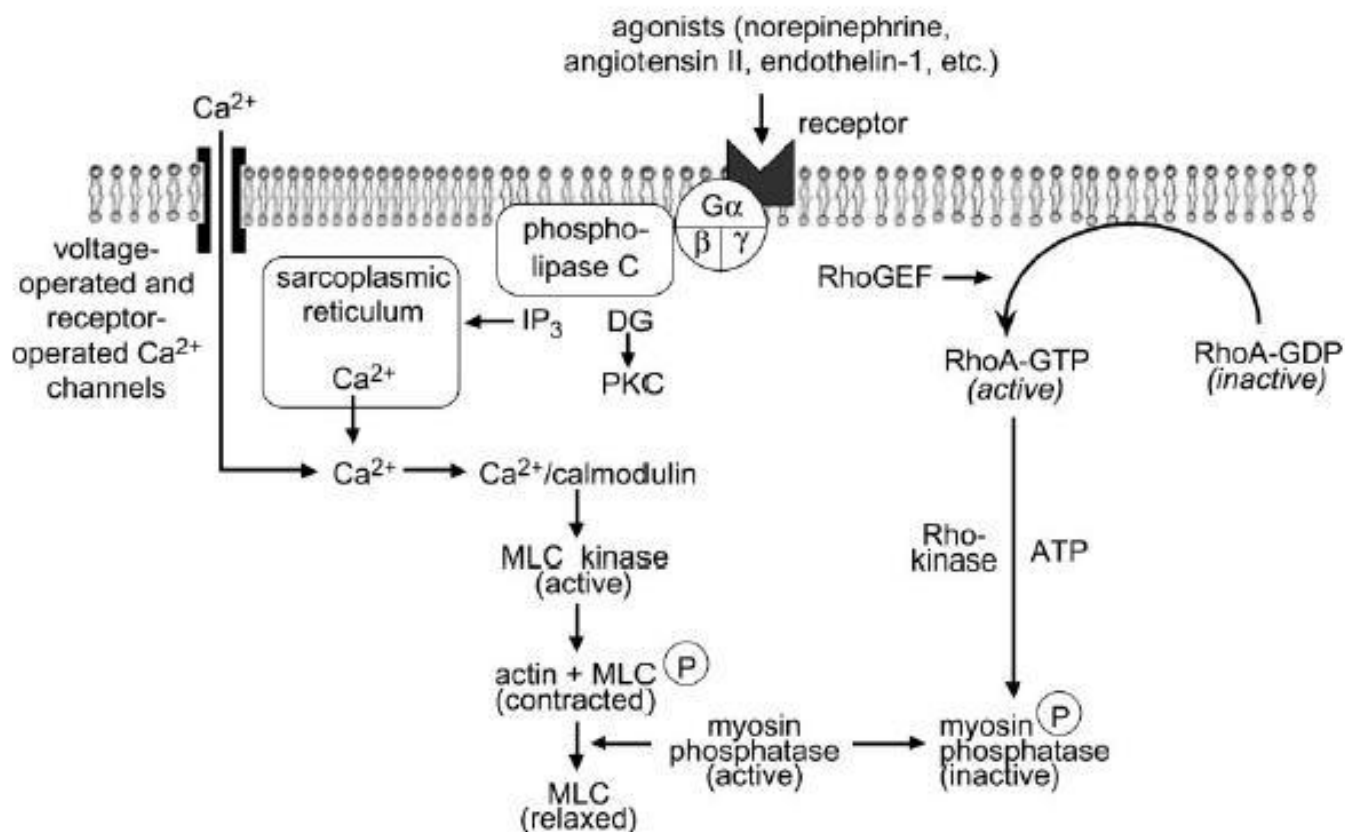 agonists (norepinephrine,
angiotensin II, endothelin-1, etc.)
Ca2+
receptor
Gα
β γ
phospho-
lipase C
voltage-
operated and
receptor-
operated Ca2+
channels
sarcoplasmic
reticulum
Ca2+
IP3
DG
PKC
RhoGEF
RhoA-GTP
(active)
RhoA-GDP
(inactive)
Ca2+
Ca2+/calmodulin
MLC kinase
(active)
Rho-
kinase
ATP
actin + MLC P
(contracted)
myosin
phosphatase
(active)
myosin P
phosphatase
(inactive)
MLC
(relaxed)